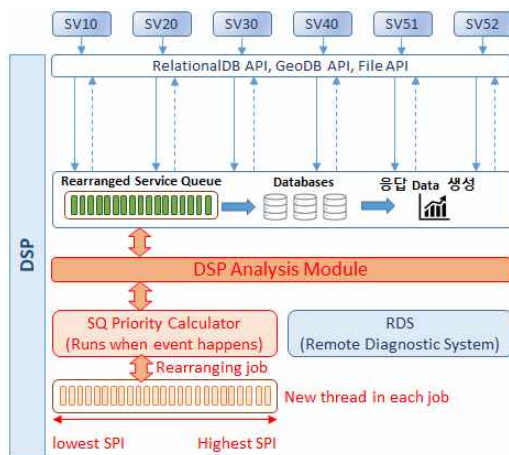 SV10 SV20 SV30 SV40 SV51 SV52
RelationalDB API, GeoDB API, File API
DSP
Rearranged Service Queue
Databases
응답 Data 생성
DSP Analysis Module
SQ Priority Calculator
(Runs when event happens)
RDS
(Remote Diagnostic System)
Rearranging job
New thread in each job
lowest SPI
Highest SPI